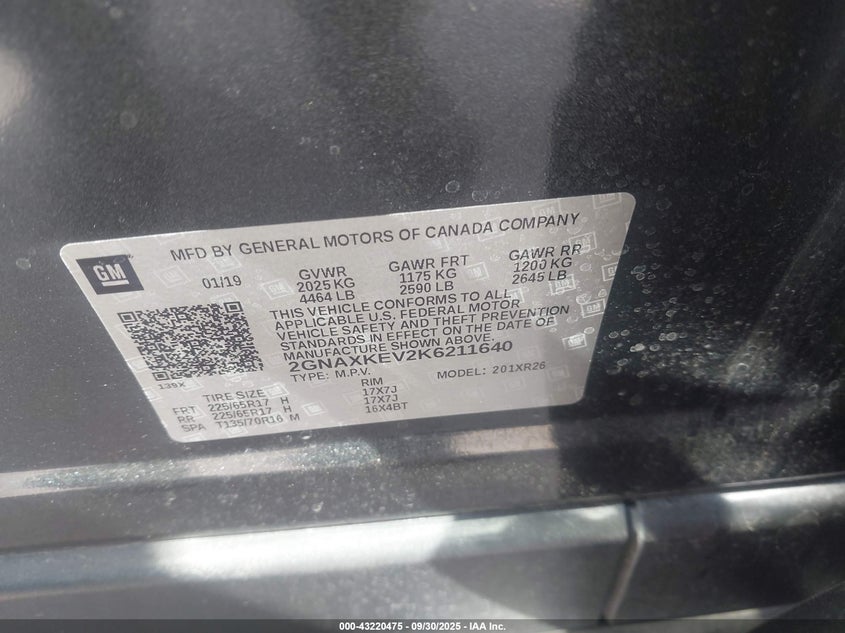 GM
MFD BY GENERAL MOTORS OF CANADA COMPANY
01/19
GVWR GAWR FRT GAWR RR
2025 KG 1175 KG 1200 KG
4464 LB 2590 LB 2645 LB
THIS VEHICLE CONFORMS TO ALL
APPLICABLE U.S. FEDERAL MOTOR
VEHICLE SAFETY AND THEFT PREVENTION
STANDARDS IN EFFECT ON THE DATE OF
MANUFACTURE SHOWN ABOVE.
2GNAXKEV2K6211640
139X
TYPE: M.P.V. MODEL: 201XR26
TIRE SIZE RIM
FRT 225/65R17 H 17X7J
RR 225/65R17 H 17X7J
SPA T135/70R16 M 16X4BT
000-43220475 - 09/30/2025 - IAA Inc.